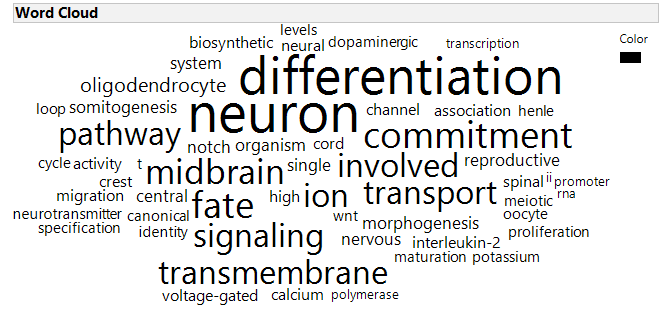 Word Cloud
levels
Color
biosynthetic neural dopaminergic transcription
system
differentiation
oligodendrocyte
loop somitogenesis neuron channel association henle
pathway notch organism cord commitment
cycle activity t midbrain single involved reproductive
crest spinal ii promoter
migration central fate high ion transport meiotic rna
neurotransmitter canonical wnt morphogenesis oocyte
specification identity signaling nervous interleukin-2 proliferation
maturation potassium
transmembrane
voltage-gated calcium polymerase